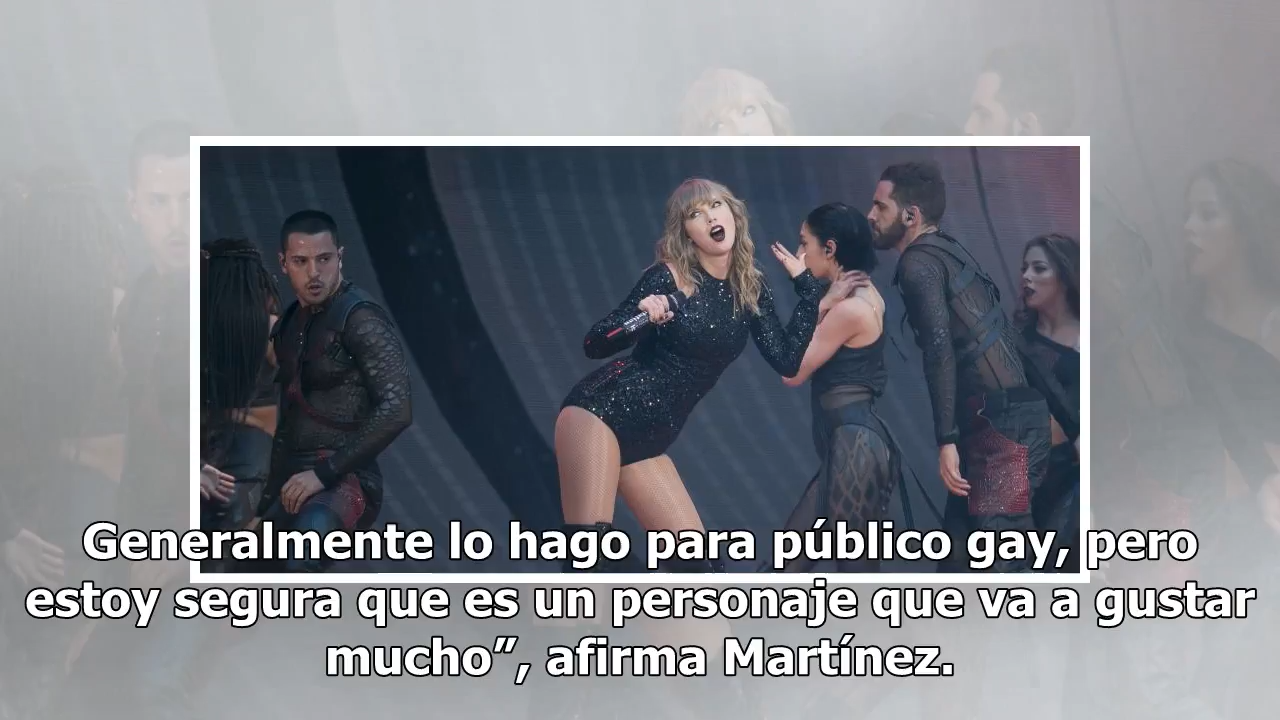 Generalmente lo hago para público gay, pero
estoy segura que es un personaje que va a gustar
mucho”, afirma Martínez.